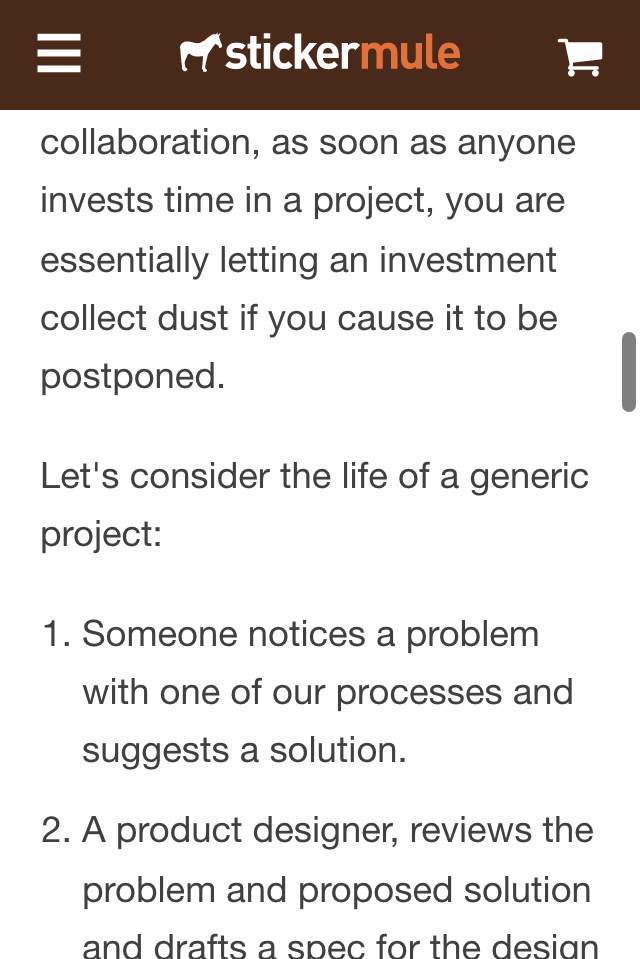 stickermule
collaboration, as soon as anyone
invests time in a project, you are
essentially letting an investment
collect dust if you cause it to be
postponed.
Let's consider the life of a generic
project:
1. Someone notices a problem
with one of our processes and
suggests a solution.
2. A product designer, reviews the
problem and proposed solution
and drafts a spec for the design